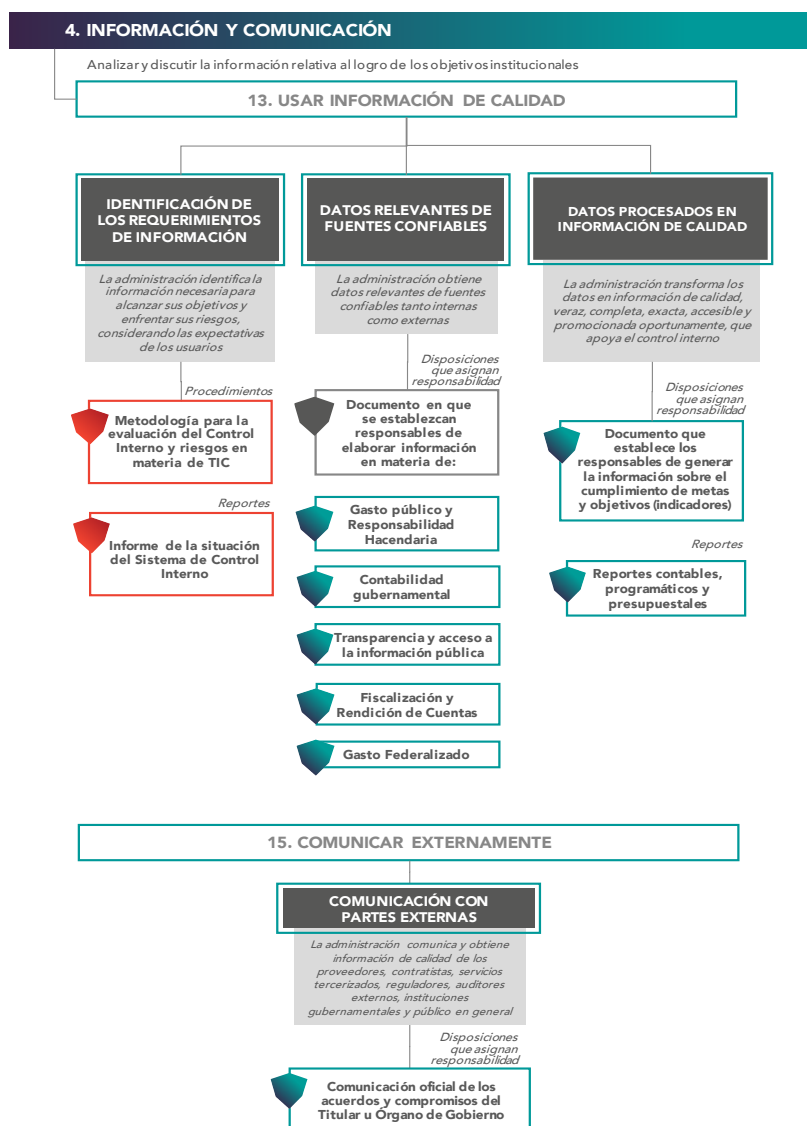 4. INFORMACIÓN Y COMUNICACIÓN
Analizar y discutir la información relativa al logro de los objetivos institucionales
13. USAR INFORMACIÓN DE CALIDAD
IDENTIFICACIÓN DE
LOS REQUERIMIENTOS
DE INFORMACIÓN
La administración identifica la
información necesaria para
alcanzar sus objetivos y
enfrentar sus riesgos,
considerando las expectativas
de los usuarios
Procedimientos
Metodología para la
evaluación del Control
Interno y riesgos en
materia de TIC
Reportes
Informe de la situación
del Sistema de Control
Interno
DATOS RELEVANTES DE
FUENTES CONFIABLES
La administración obtiene
datos relevantes de fuentes
confiables tanto internas
como externas
Disposiciones
que asignan
responsabilidad
Documento en que
se establezcan
responsables de
elaborar información
en materia de:
Gasto público y
Responsabilidad
Hacendaria
Contabilidad
gubernamental
Transparencia y acceso a
la información pública
Fiscalización y
Rendición de Cuentas
Gasto Federalizado
DATOS PROCESADOS EN
INFORMACIÓN DE CALIDAD
La administración transforma los
datos en información de calidad,
veraz, completa, exacta, accesible y
promocionada oportunamente, que
apoya el control interno
Disposiciones
que asignan
responsabilidad
Documento que
establece los
responsables de generar
la información sobre el
cumplimiento de metas
y objetivos (indicadores)
Reportes
Reportes contables,
programáticos y
presupuestales
15. COMUNICAR EXTERNAMENTE
COMUNICACIÓN CON
PARTES EXTERNAS
La administración comunica y obtiene
información de calidad de los
proveedores, contratistas, servicios
tercerizados, reguladores, auditores
externos, instituciones
gubernamentales y público en general
Disposiciones
que asignan
responsabilidad
Comunicación oficial de los
acuerdos y compromisos del
Titular u Órgano de Gobierno